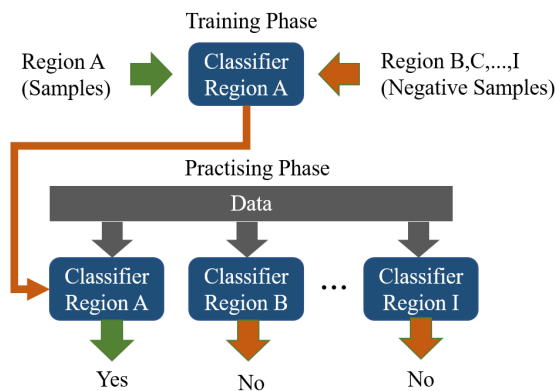 Training Phase
Region A
(Samples)
Classifier
Region A
Region B,C,...,I
(Negative Samples)
Practising Phase
Data
Classifier
Region A
Classifier
Region B
...
Classifier
Region I
Yes
No
No